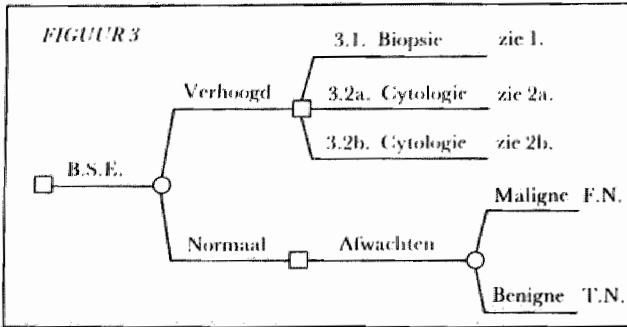 FIGUUR 3
3.1. Biopsie zie 1.
Verhoogd 3.2a. Cytologie zie 2a.
3.2b. Cytologie zie 2b.
B.S.E.
Maligne F.N.
Normaal Afwachten
Benigne T.N.